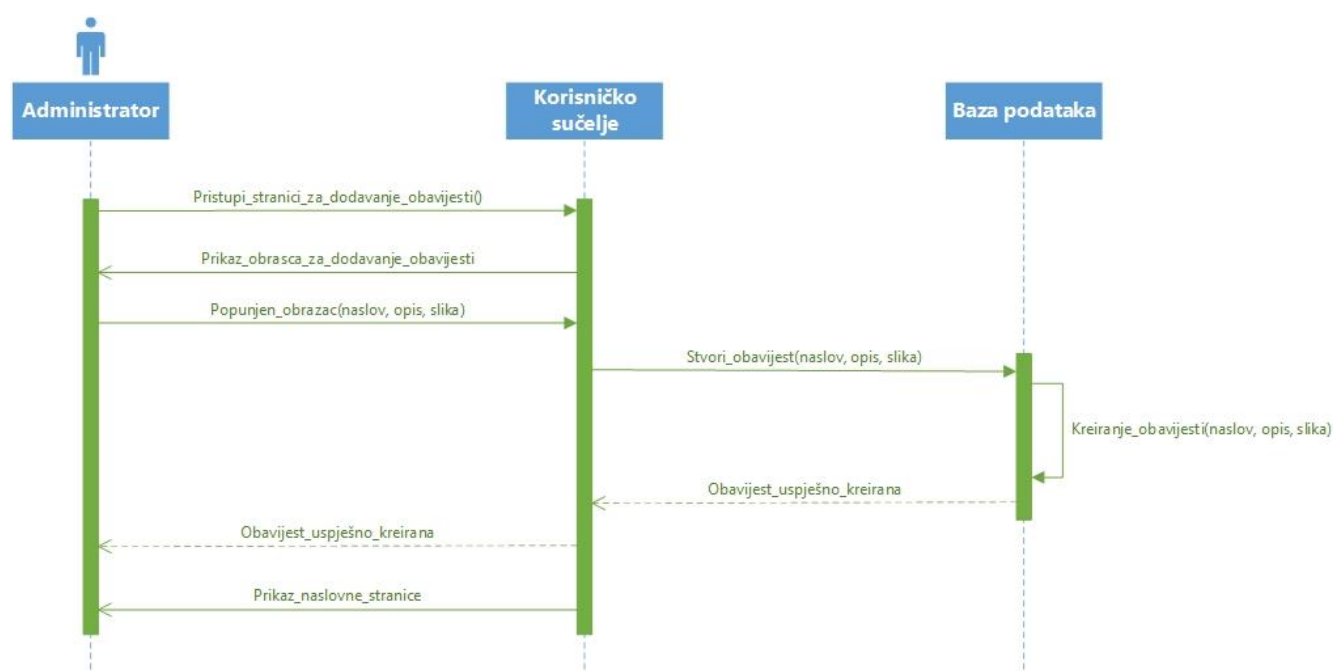 Administrator
Korisničko
sučelje
Baza podataka
Pristupi_stranici_za_dodavanje_obavijesti()
Prikaz_obrasca_za_dodavanje_obavijesti
Popunjen_obrazac(naslov, opis, slika)
Stvori_obavijest(naslov, opis, slika)
Kreiranje_obavijesti(naslov, opis, slika)
Obavijest_uspješno_kreirana
Obavijest_uspješno_kreirana
Prikaz_naslovne_stranice